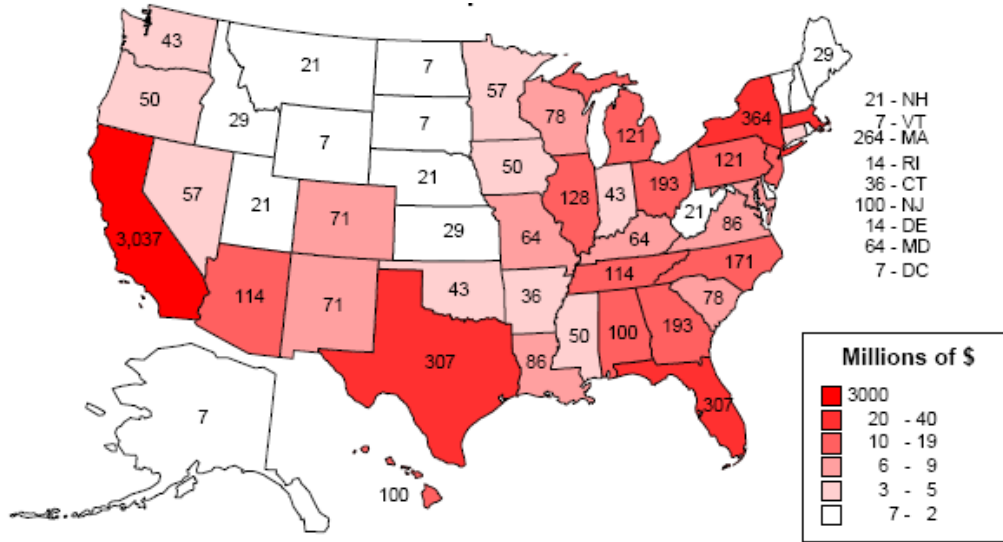 43
50
21
29
7
7
7
21
29
57
50
78
121
364
29
21 - NH
7 - VT
264 - MA
14 - RI
36 - CT
100 - NJ
14 - DE
64 - MD
7 - DC
3,037
57
21
71
128
43
193
121
21
86
64
64
114
171
114
71
43
36
78
307
86
50
100
193
307
7
100
Millions of $
3000
20 - 40
10 - 19
6 - 9
3 - 5
7 - 2